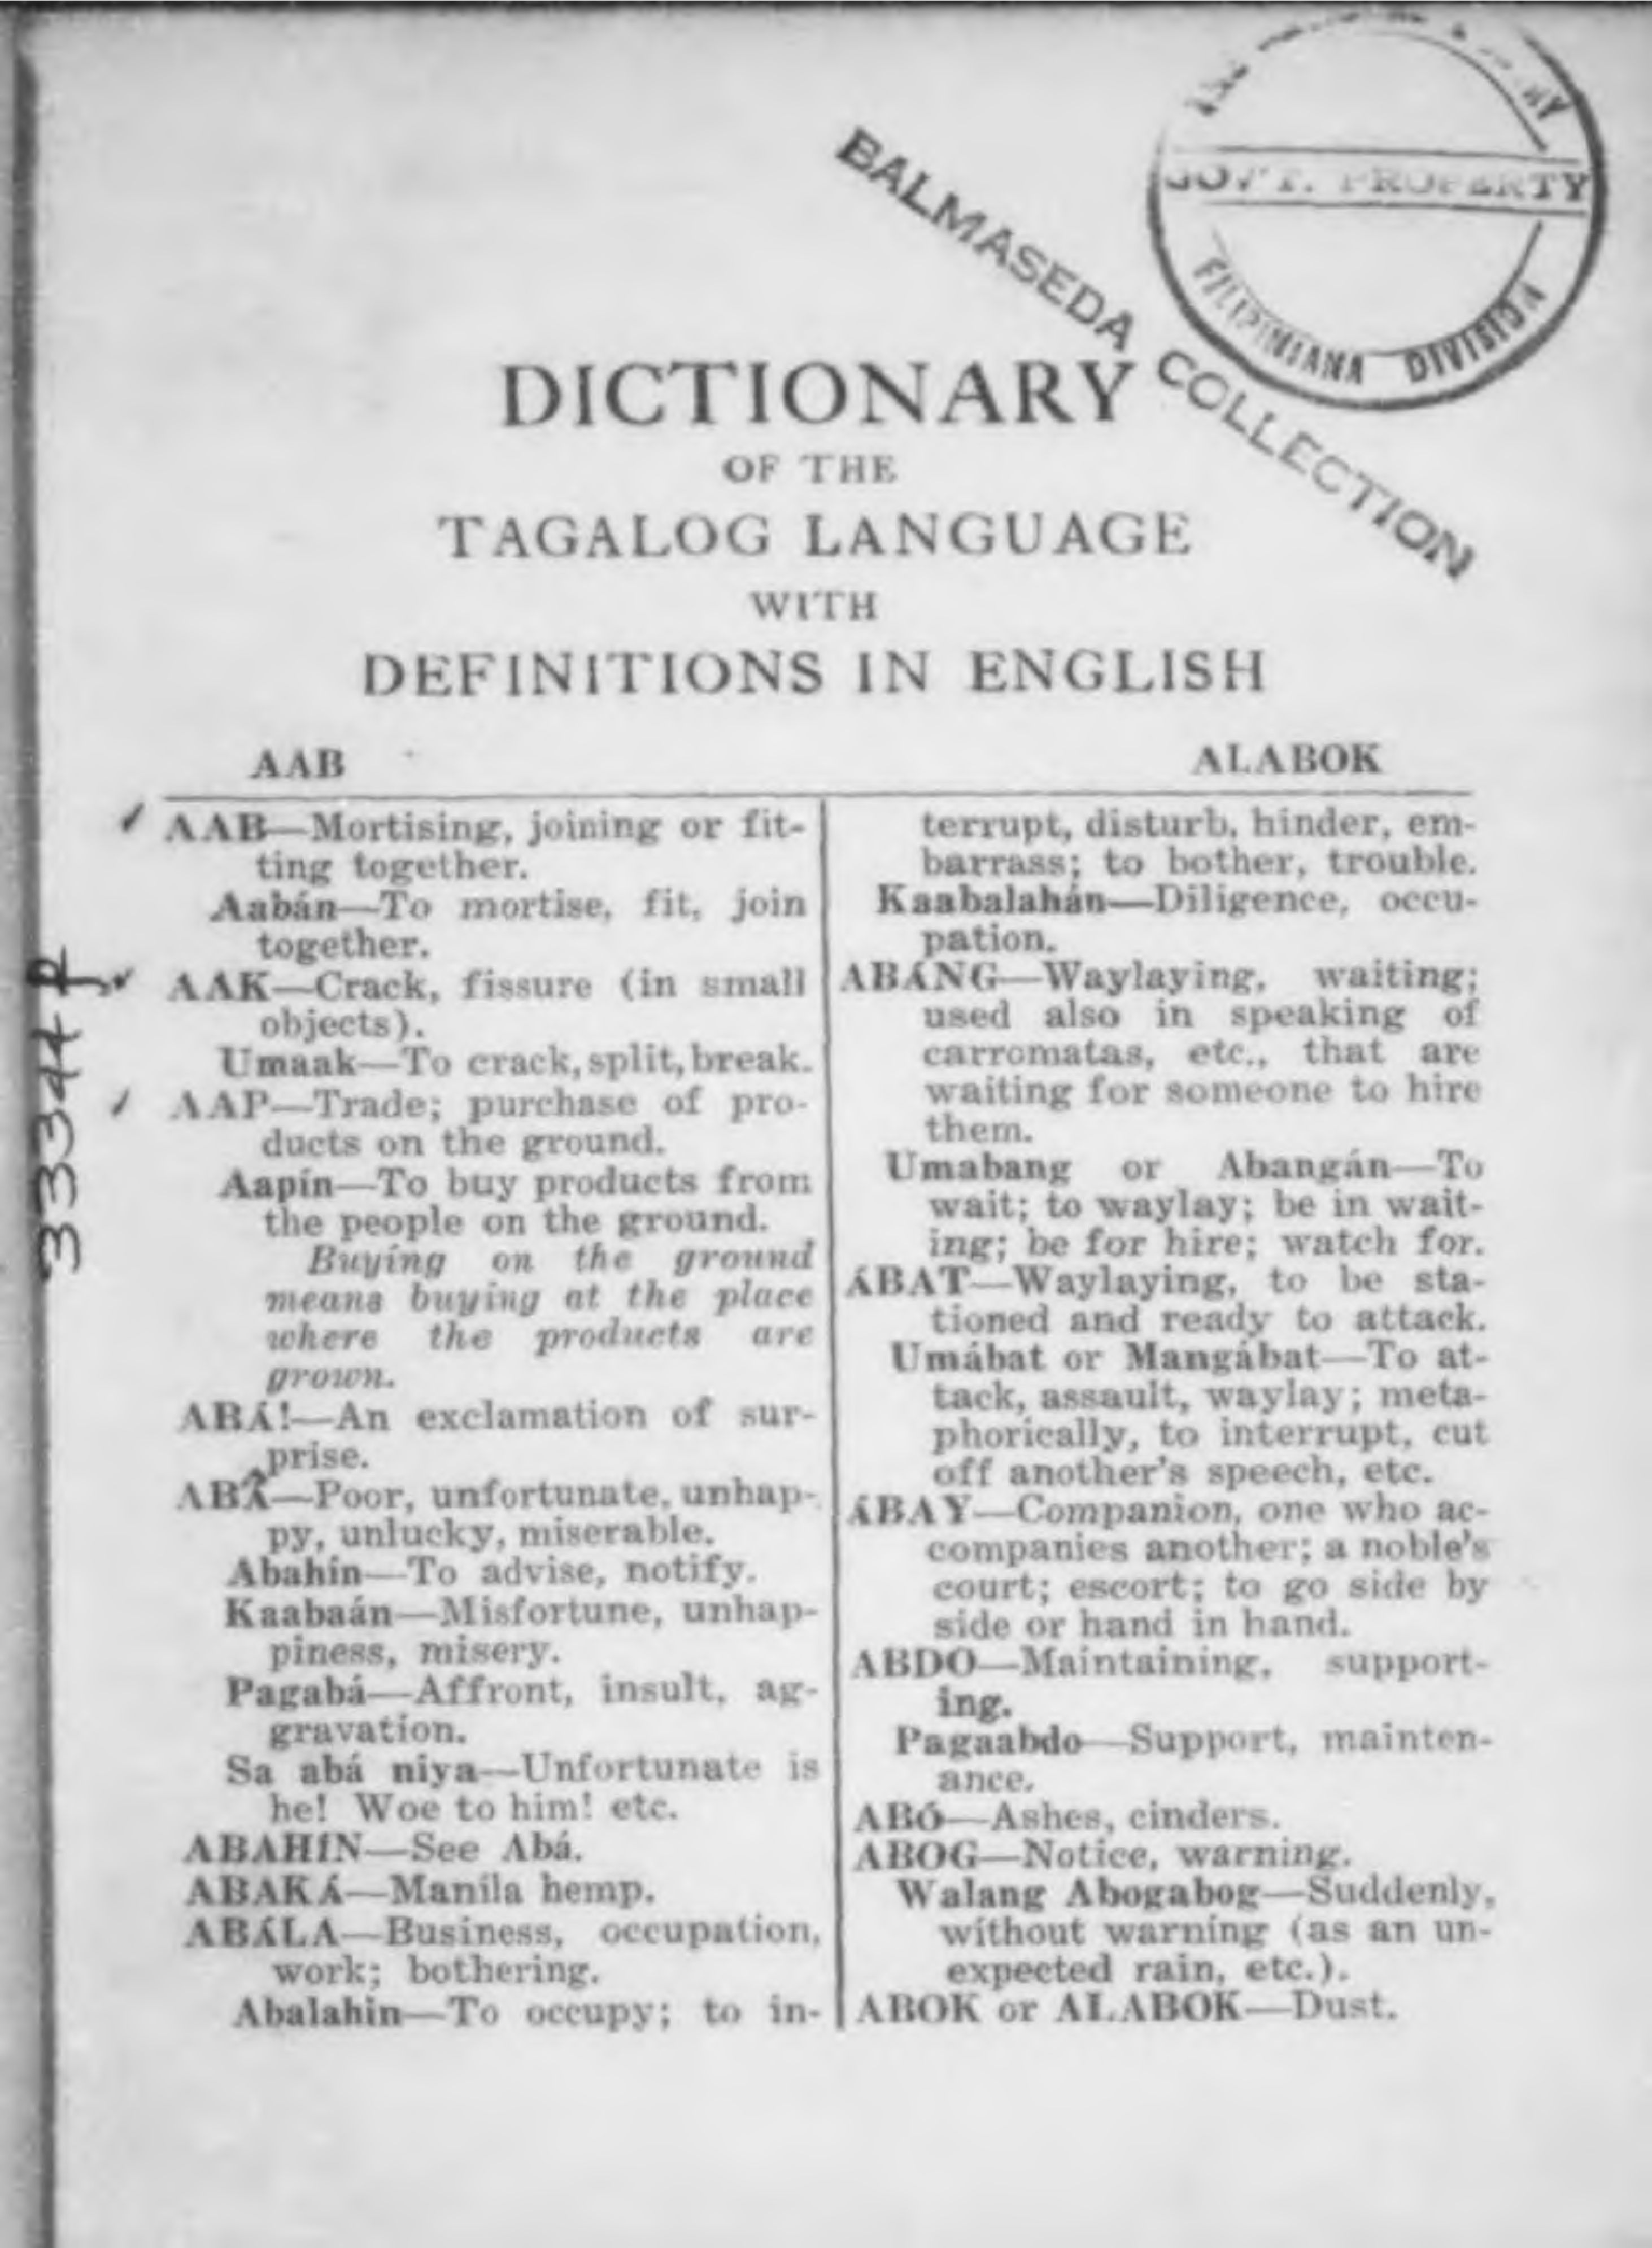 BALMASEDA COLLECTION
GOV'T. PROPERTY
FILIPINIANA DIVISION
DICTIONARY
OF THE
TAGALOG LANGUAGE
WITH
DEFINITIONS IN ENGLISH
AAB
ALABOK
AAB—Mortising, joining or fit-
ting together.
Aabán—To mortise, fit, join
together.
AAK—Crack, fissure (in small
objects).
Umaak—To crack, split, break.
AAP—Trade; purchase of pro-
ducts on the ground.
Aapín—To buy products from
the people on the ground.
Buying on the ground
means buying at the place
where the products are
grown.
ABÁ!—An exclamation of sur-
prise.
ABÂ—Poor, unfortunate, unhap-
py, unlucky, miserable.
Abahín—To advise, notify.
Kaabaán—Misfortune, unhap-
piness, misery.
Pagabá—Affront, insult, ag-
gravation.
Sa abá niya—Unfortunate is
he! Woe to him! etc.
ABAHÍN—See Abá.
ABAKÁ—Manila hemp.
ABÁLA—Business, occupation,
work; bothering.
Abalahin—To occupy; to in-
terrupt, disturb, hinder, em-
barrass; to bother, trouble.
Kaabalahán—Diligence, occu-
pation.
ABÁNG—Waylaying, waiting;
used also in speaking of
carromatas, etc., that are
waiting for someone to hire
them.
Umabang or Abangán—To
wait; to waylay; be in wait-
ing; be for hire; watch for.
ÁBAT—Waylaying, to be sta-
tioned and ready to attack.
Umábat or Mangábat—To at-
tack, assault, waylay; meta-
phorically, to interrupt, cut
off another's speech, etc.
ÁBAY—Companion, one who ac-
companies another; a noble's
court; escort; to go side by
side or hand in hand.
ABDO—Maintaining, support-
ing.
Pagaabdo—Support, mainten-
ance.
ABÓ—Ashes, cinders.
ABOG—Notice, warning.
Walang Abogabog—Suddenly,
without warning (as an un-
expected rain, etc.).
ABOK or ALABOK—Dust.